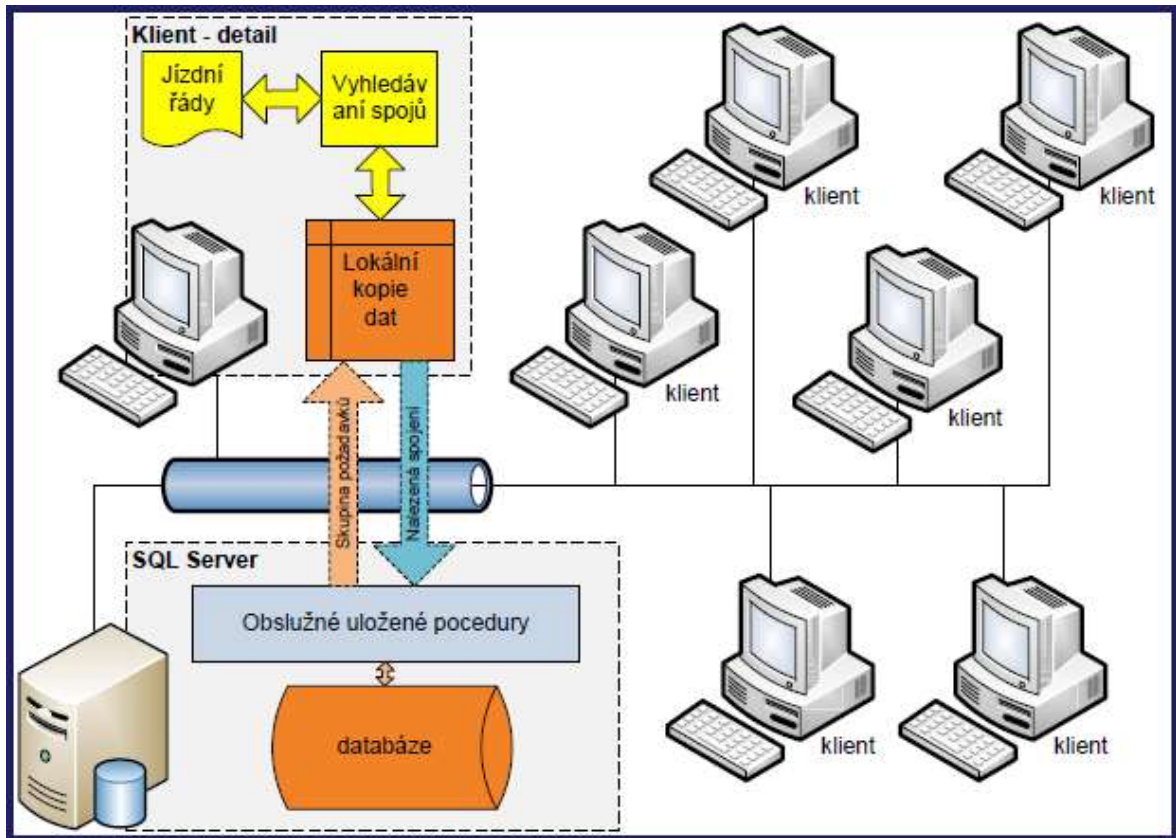 Klient - detail
Jízdní
řády
Vyhledáv
aní spojů
Lokální
kopie
dat
klient
klient
klient
klient
Skupina požadavků
Nalezená spojení
SQL Server
Obslužné uložené pocedury
databáze
klient
klient